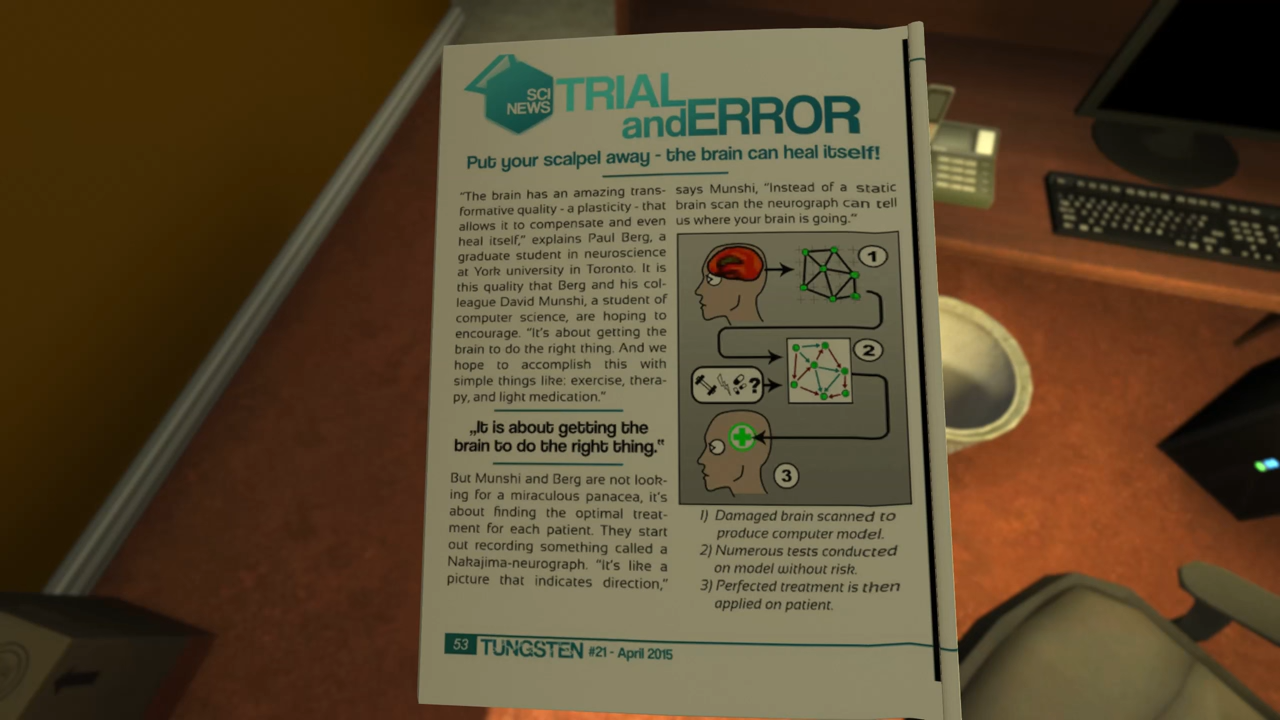 SCI
NEWS
TRIAL
andERROR
Put your scalpel away - the brain can heal itself!
"The brain has an amazing trans-
formative quality - a plasticity - that
allows it to compensate and even
heal itself," explains Paul Berg, a
graduate student in neuroscience
at York university in Toronto. It is
this quality that Berg and his col-
league David Munshi, a student of
computer science, are hoping to
encourage. "It's about getting the
brain to do the right thing. And we
hope to accomplish this with
simple things like: exercise, thera-
py, and light medication."
„It is about getting the
brain to do the right thing."
But Munshi and Berg are not look-
ing for a miraculous panacea, it's
about finding the optimal treat-
ment for each patient. They start
out recording something called a
Nakajima-neurograph. "it's like a
picture that indicates direction,"
says Munshi, "Instead of a static
brain scan the neurograph can tell
us where your brain is going."
1
2
?
3
1) Damaged brain scanned to
produce computer model.
2) Numerous tests conducted
on model without risk.
3) Perfected treatment is then
applied on patient.
53 TUNGSTEN #21 - April 2015